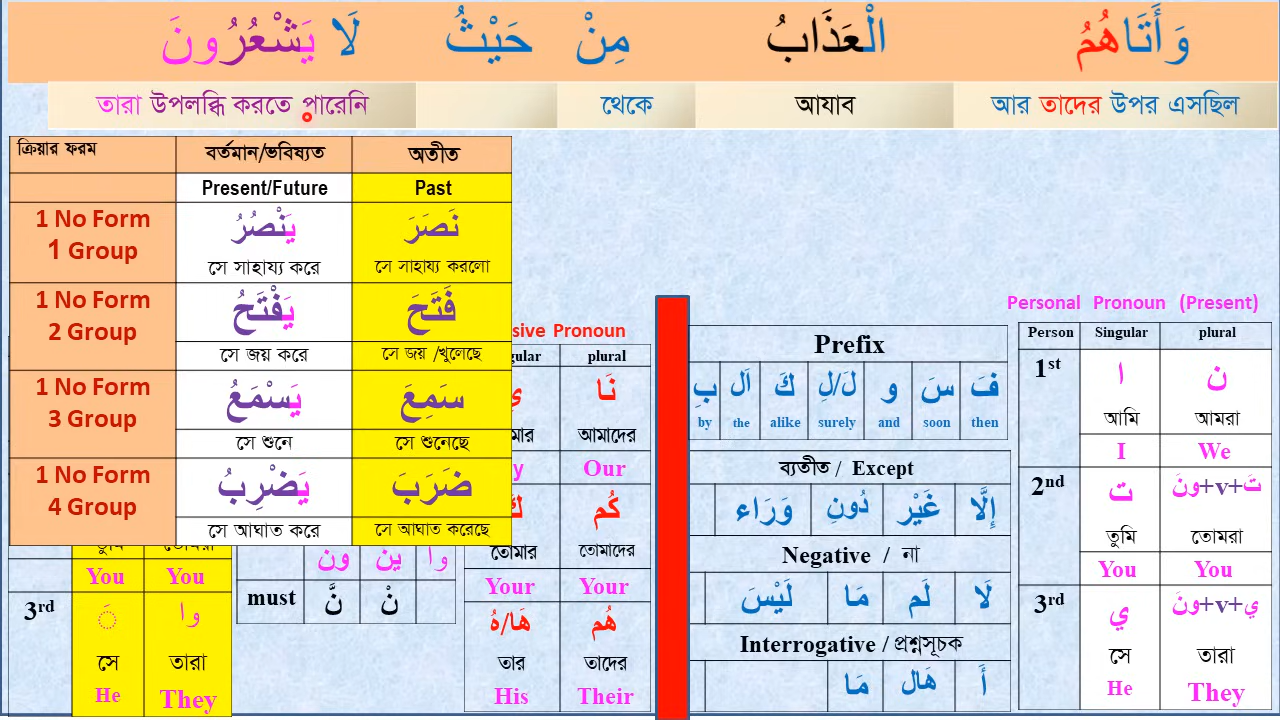 وَأَتَاهُمُ الْعَذَابُ مِنْ حَيْثُ لَا يَشْعُرُونَ
আর তাদের উপর এসছিল আযাব থেকে তারা উপলব্ধি করতে পারেনি
ক্রিয়ার ফরম বর্তমান/ভবিষ্যত অতীত
Present/Future Past
1 No Form 1 Group يَنْصُرُ نَصَرَ
সে সাহায্য করে সে সাহায্য করলো
1 No Form 2 Group يَفْتَحُ فَتَحَ
সে জয় করে সে জয় /খুলেছে
1 No Form 3 Group يَسْمَعُ سَمِعَ
সে শুনে সে শুনেছে
1 No Form 4 Group يَضْرِبُ ضَرَبَ
সে আঘাত করে সে আঘাত করেছে
You You
3rd َ وا
সে তারা
He They
ون ين وا
must نَّ نْ
sive Pronoun
gular plural
ي نَا
মার আমাদের
y Our
كَ كُم
তোমার তোমাদের
Your Your
هَا/هُ هُم
তার তাদের
His Their
Prefix
بِ اَل كَ لَ/لِ و سَ فَ
by the alike surely and soon then
ব্যতীত / Except
وَرَاء دُونِ غَيْر إِلَّا
Negative / না
لَيْسَ مَا لَم لَا
Interrogative / প্রশ্নসূচক
مَا هَال أَ
Personal Pronoun (Present)
Person Singular plural
1st ا ن
আমি আমরা
I We
2nd ت تَ+v+ونَ
তুমি তোমরা
You You
3rd ي ي+v+ونَ
সে তারা
He They